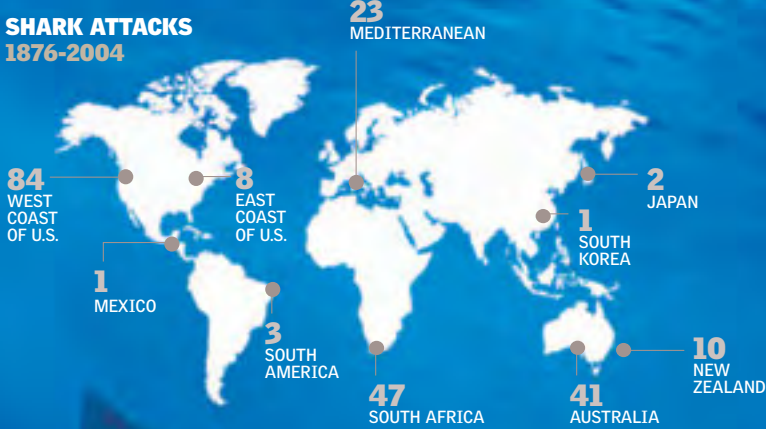 SHARK ATTACKS
1876-2004
23
MEDITERRANEAN
84
WEST
COAST
OF U.S.
8
EAST
COAST
OF U.S.
2
JAPAN
1
SOUTH
KOREA
1
MEXICO
3
SOUTH
AMERICA
47
SOUTH AFRICA
41
AUSTRALIA
10
NEW
ZEALAND